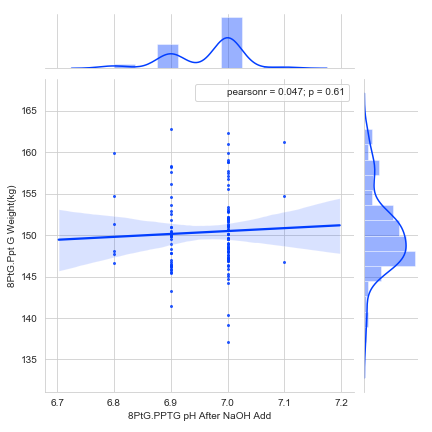 pearsonr = 0.047; p = 0.61
165
160
155
150
145
140
135
8PtG.Ppt G Weight(kg)
6.7 6.8 6.9 7.0 7.1 7.2
8PtG.PPTG pH After NaOH Add